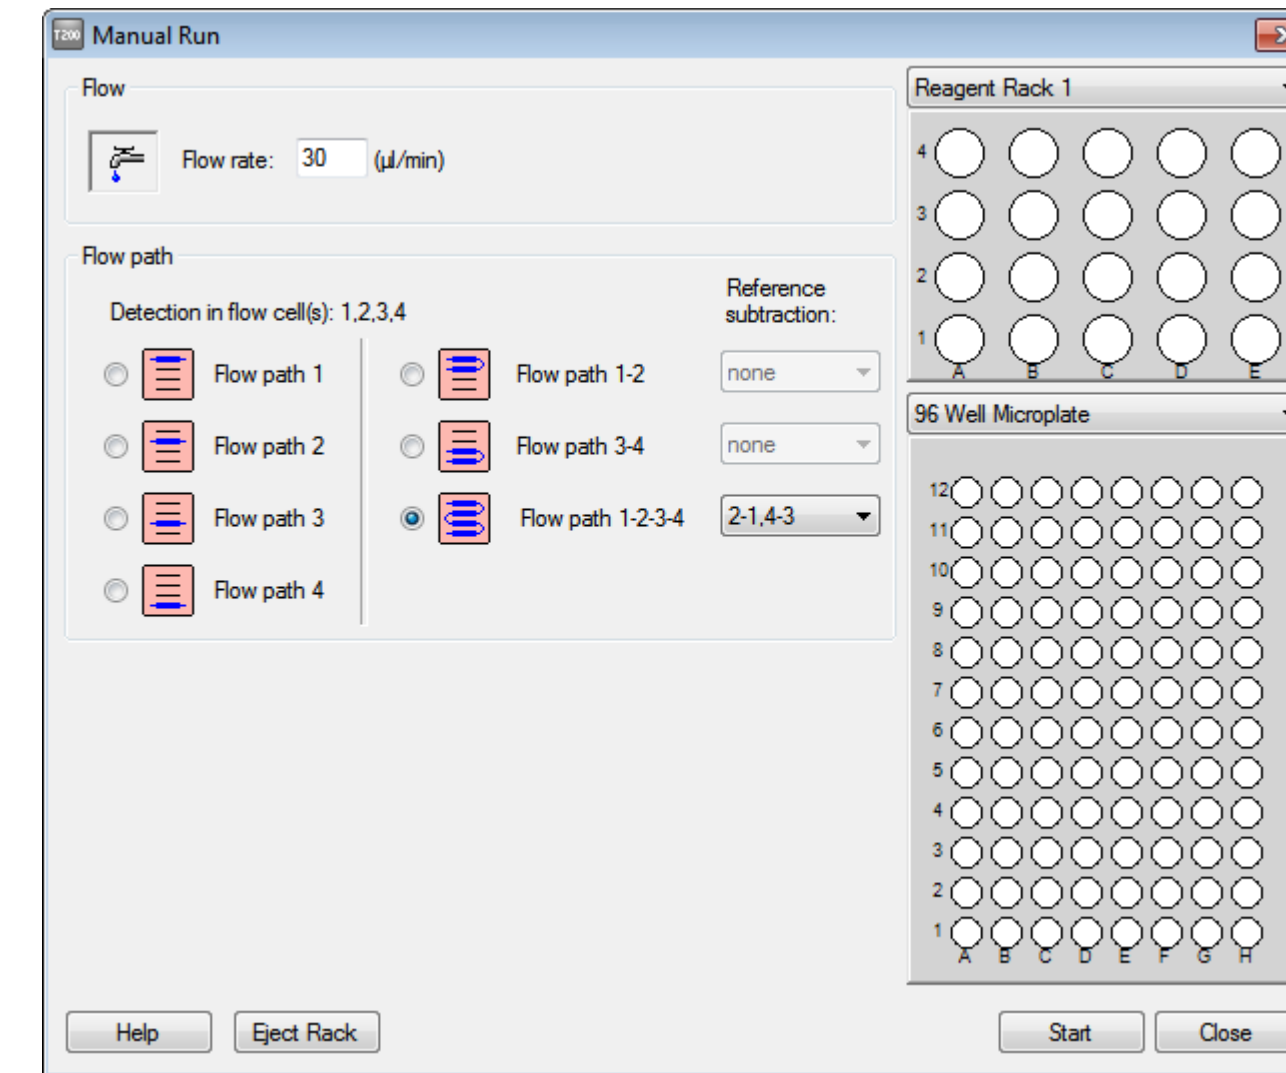 T200 Manual Run
Flow
Flow rate: 30 (µl/min)
Flow path
Detection in flow cell(s): 1,2,3,4
Reference
subtraction:
Flow path 1
Flow path 1-2
none
Flow path 2
Flow path 3-4
none
Flow path 3
Flow path 1-2-3-4
2-1,4-3
Flow path 4
Reagent Rack 1
4
3
2
1
A B C D E
96 Well Microplate
12
11
10
9
8
7
6
5
4
3
2
1
A B C D E F G H
Help
Eject Rack
Start
Close